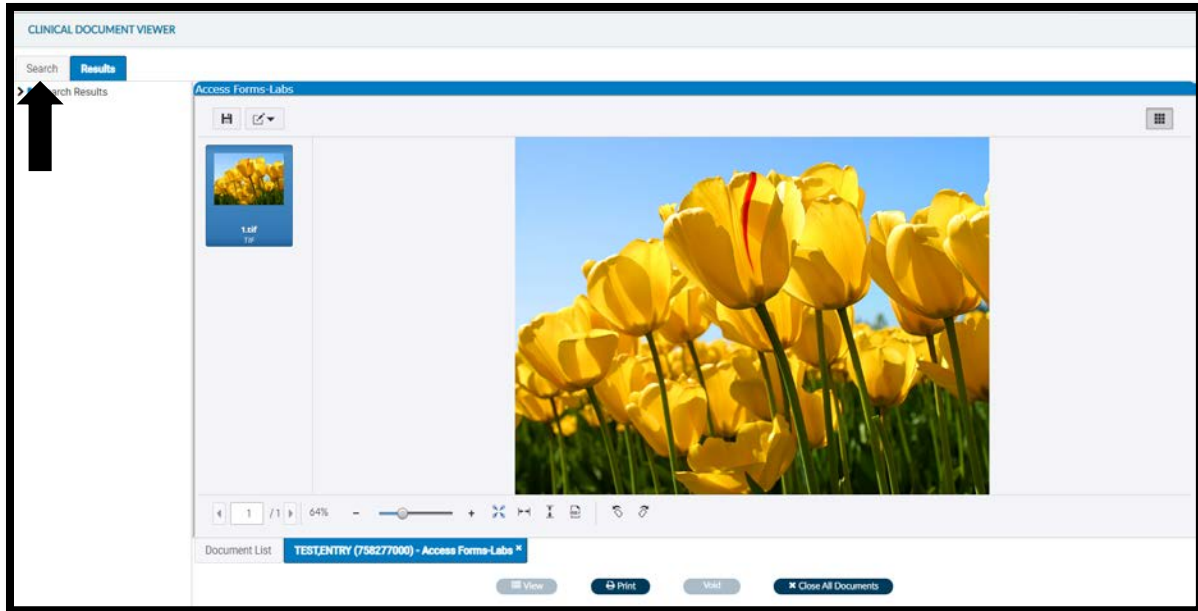 CLINICAL DOCUMENT VIEWER
Search Results
Search Results
Access Forms-Labs
1.tif
TIF
1 / 1 64% - +
Document List TEST,ENTRY (758277000) - Access Forms-Labs ×
View Print Void × Close All Documents